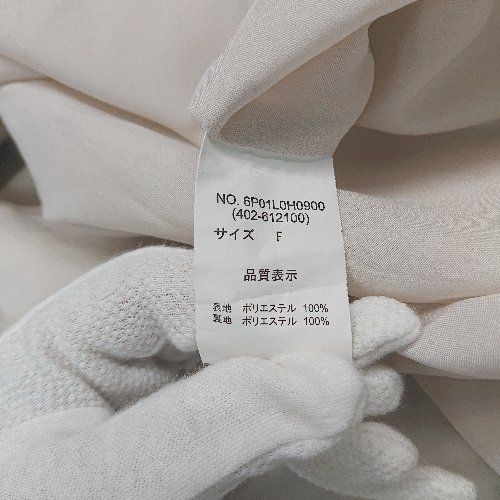 NO. 6P01L0H0900
(402-612100)
サイズ F
品質表示
表地 ポリエステル 100%
裏地 ポリエステル 100%